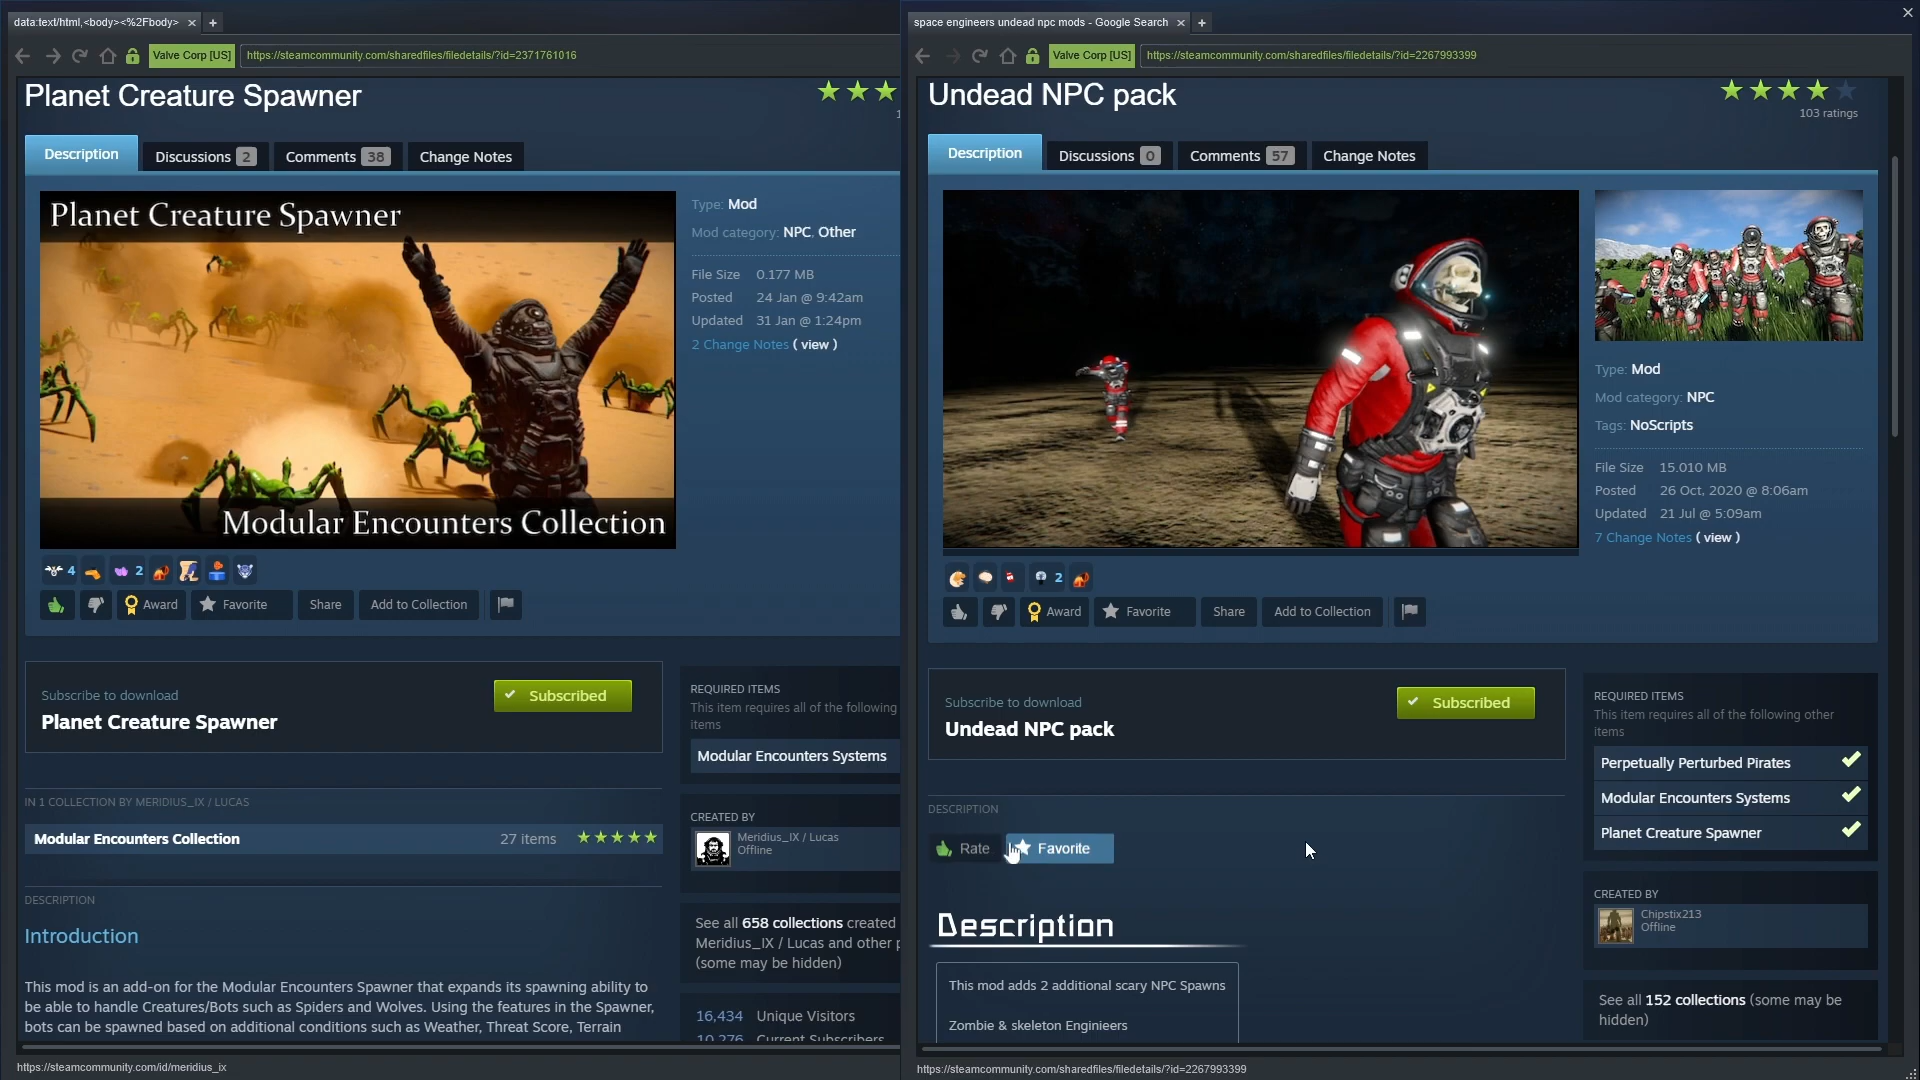 data:text/html,<body><%2Fbody>
Valve Corp [US]
https://steamcommunity.com/sharedfiles/filedetails/?id=2371761016
Planet Creature Spawner
Description
Discussions 2
Comments 38
Change Notes
Planet Creature Spawner
Modular Encounters Collection
Type: Mod
Mod category: NPC, Other
File Size 0.177 MB
Posted 24 Jan @ 9:42am
Updated 31 Jan @ 1:24pm
2 Change Notes ( view )
4
2
Award
Favorite
Share
Add to Collection
Subscribe to download
Planet Creature Spawner
Subscribed
REQUIRED ITEMS
This item requires all of the following
items
Modular Encounters Systems
IN 1 COLLECTION BY MERIDIUS_IX / LUCAS
Modular Encounters Collection 27 items
CREATED BY
Meridius_IX / Lucas
Offline
DESCRIPTION
Introduction
This mod is an add-on for the Modular Encounters Spawner that expands its spawning ability to
be able to handle Creatures/Bots such as Spiders and Wolves. Using the features in the Spawner,
bots can be spawned based on additional conditions such as Weather, Threat Score, Terrain
See all 658 collections created
Meridius_IX / Lucas and other
(some may be hidden)
16,434 Unique Visitors
10,276 Current Subscribers
https://steamcommunity.com/id/meridius_ix
space engineers undead npc mods - Google Search
Valve Corp [US]
https://steamcommunity.com/sharedfiles/filedetails/?id=2267993399
Undead NPC pack
103 ratings
Description
Discussions 0
Comments 57
Change Notes
Type: Mod
Mod category: NPC
Tags: NoScripts
File Size 15.010 MB
Posted 26 Oct, 2020 @ 8:06am
Updated 21 Jul @ 5:09am
7 Change Notes ( view )
2
Award
Favorite
Share
Add to Collection
Subscribe to download
Undead NPC pack
Subscribed
REQUIRED ITEMS
This item requires all of the following other
items
Perpetually Perturbed Pirates
Modular Encounters Systems
Planet Creature Spawner
DESCRIPTION
Rate
Favorite
Description
This mod adds 2 additional scary NPC Spawns
Zombie & skeleton Enginieers
CREATED BY
Chipstix213
Offline
See all 152 collections (some may be
hidden)
https://steamcommunity.com/sharedfiles/filedetails/?id=2267993399